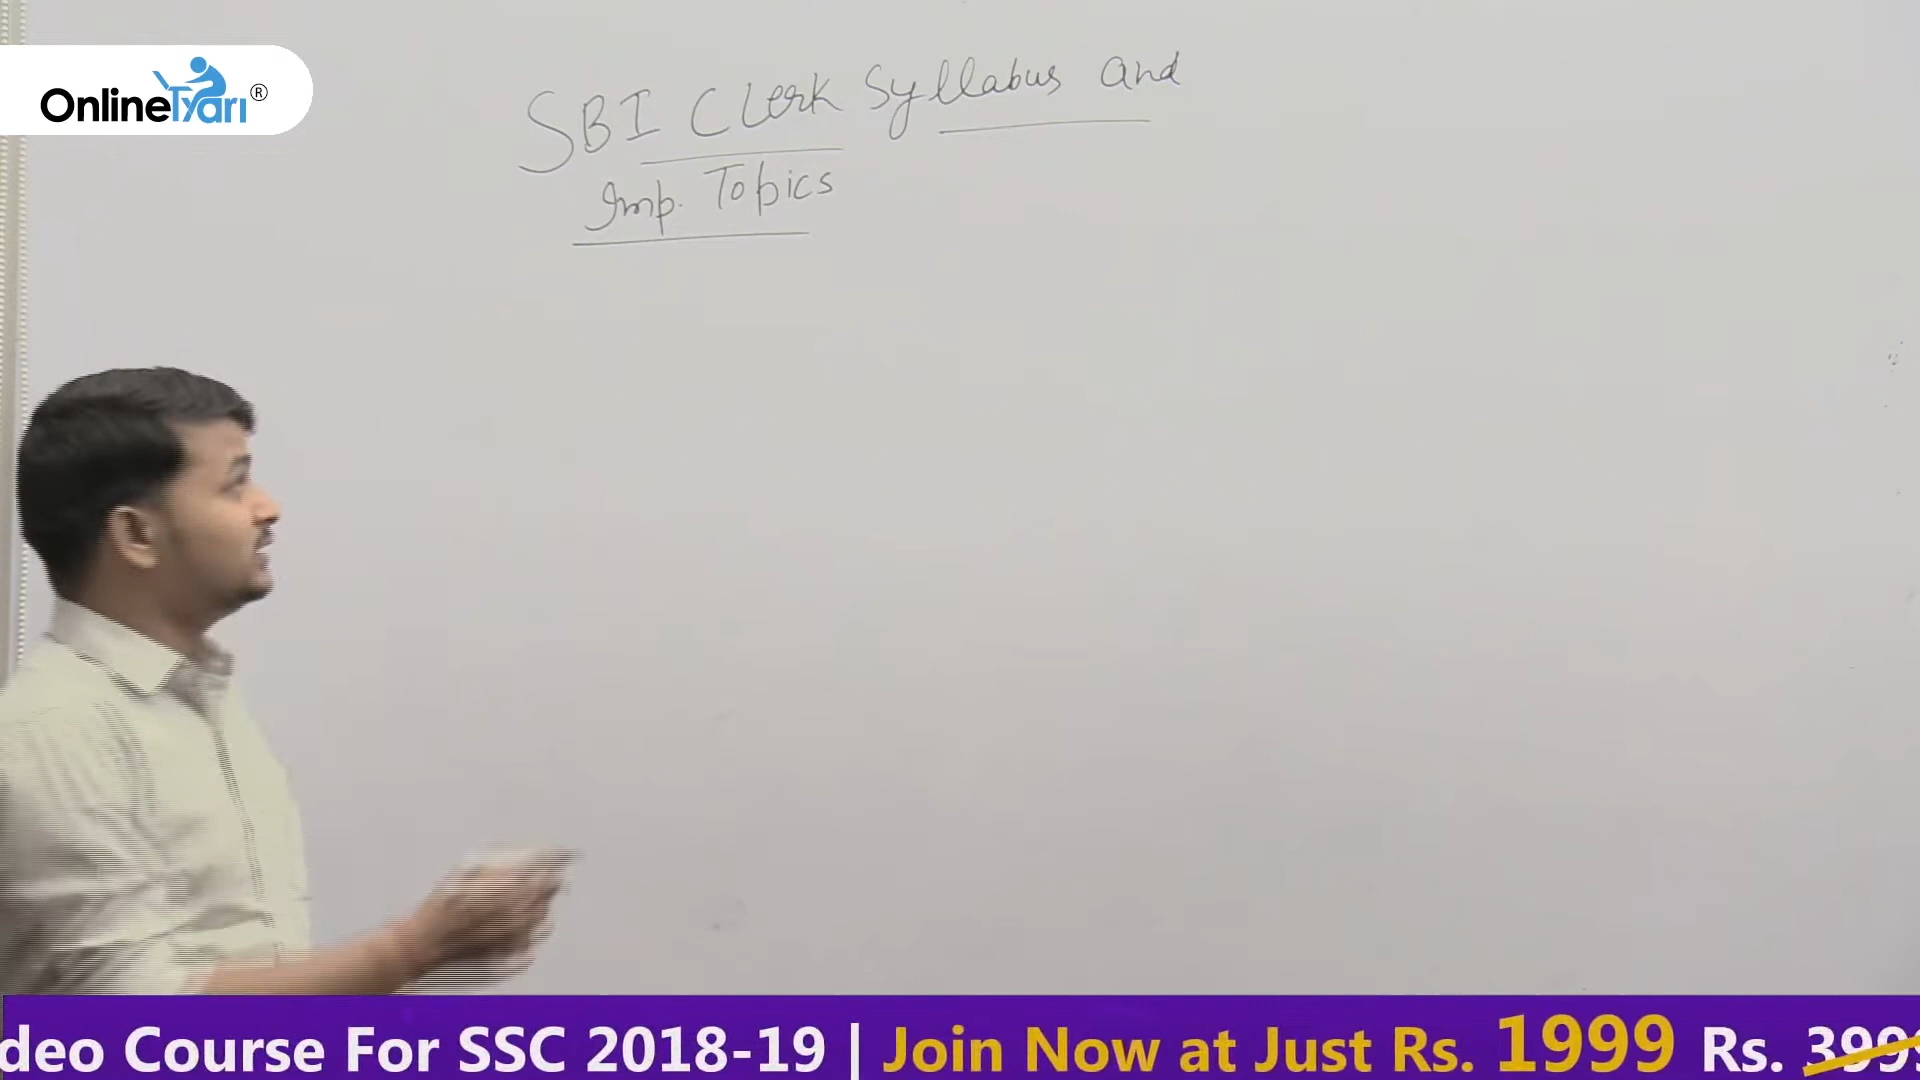 OnlineTyari®
SBI Clerk Syllabus and
Imp. Topics
deo Course For SSC 2018-19 | Join Now at Just Rs. 1999 Rs. 3999